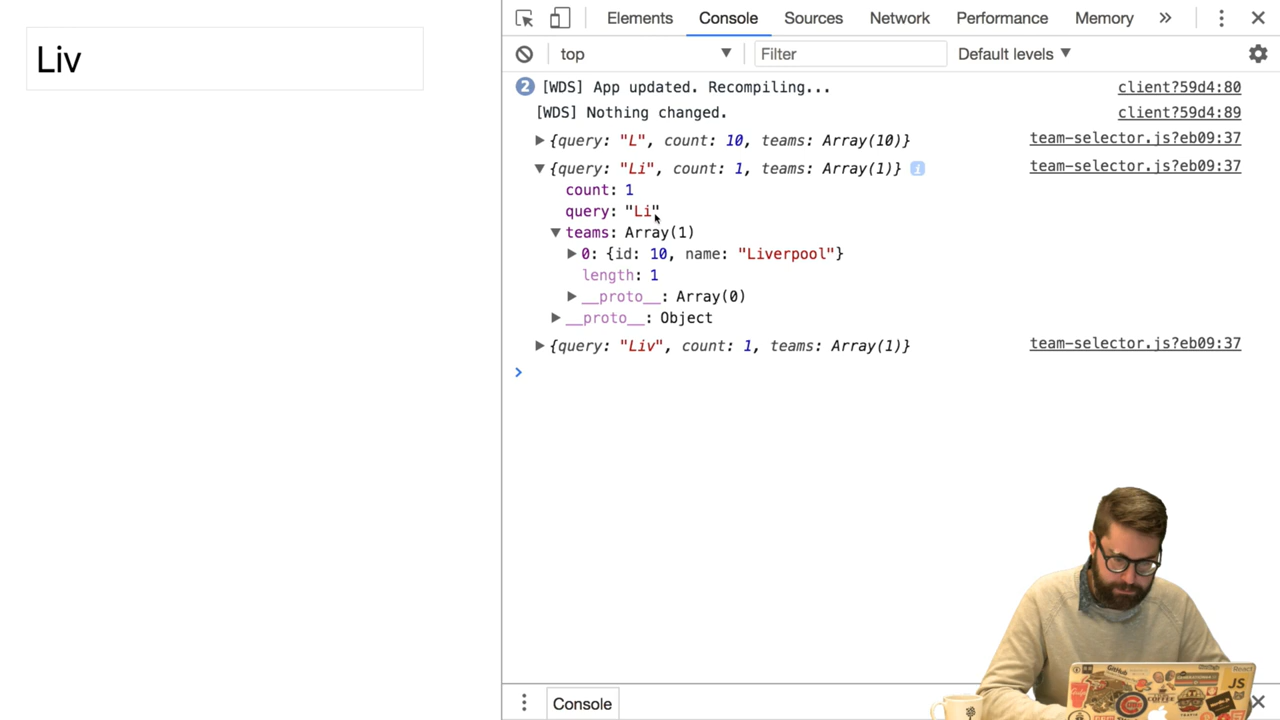 Liv
Elements Console Sources Network Performance Memory »
top ▼ Filter Default levels ▼
2 [WDS] App updated. Recompiling... client?59d4:80
[WDS] Nothing changed. client?59d4:89
▶ {query: "L", count: 10, teams: Array(10)} team-selector.js?eb09:37
▼ {query: "Li", count: 1, teams: Array(1)} i team-selector.js?eb09:37
count: 1
query: "Li"
▼ teams: Array(1)
▶ 0: {id: 10, name: "Liverpool"}
length: 1
▶ __proto__: Array(0)
▶ __proto__: Object
▶ {query: "Liv", count: 1, teams: Array(1)} team-selector.js?eb09:37
>
Console
GitHub
React
JS
COFFEE